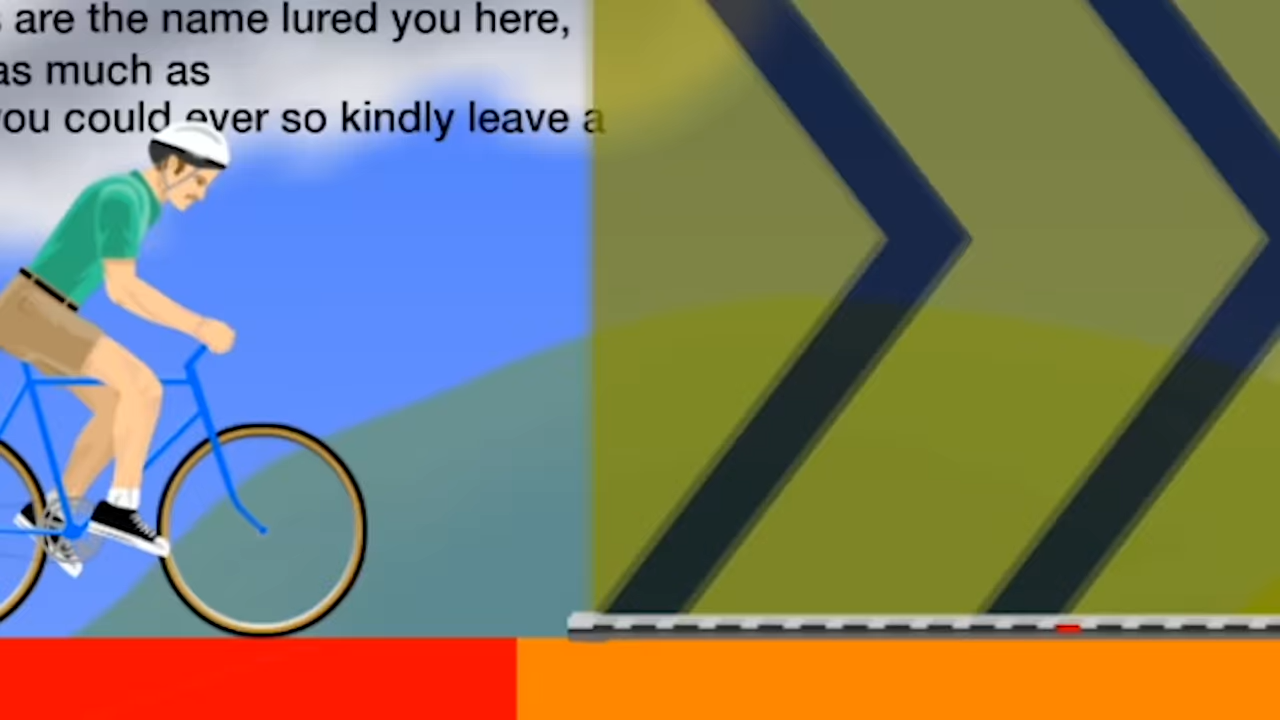 are the name lured you here,
as much as
you could ever so kindly leave a